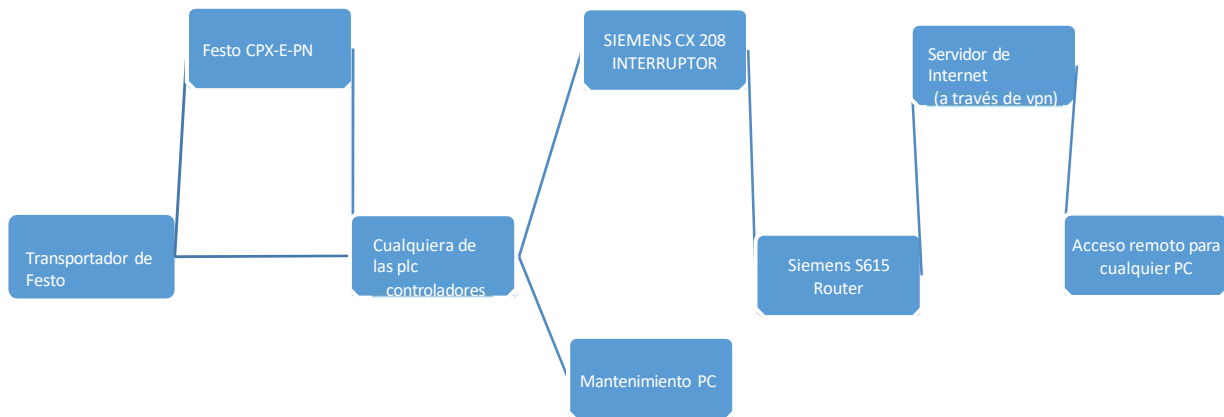 Festo CPX-E-PN
SIEMENS CX 208
INTERRUPTOR
Servidor de
Internet
(a través de vpn)
Transportador de
Festo
Cualquiera de
las plc
controladores
Siemens S615
Router
Acceso remoto para
cualquier PC
Mantenimiento PC